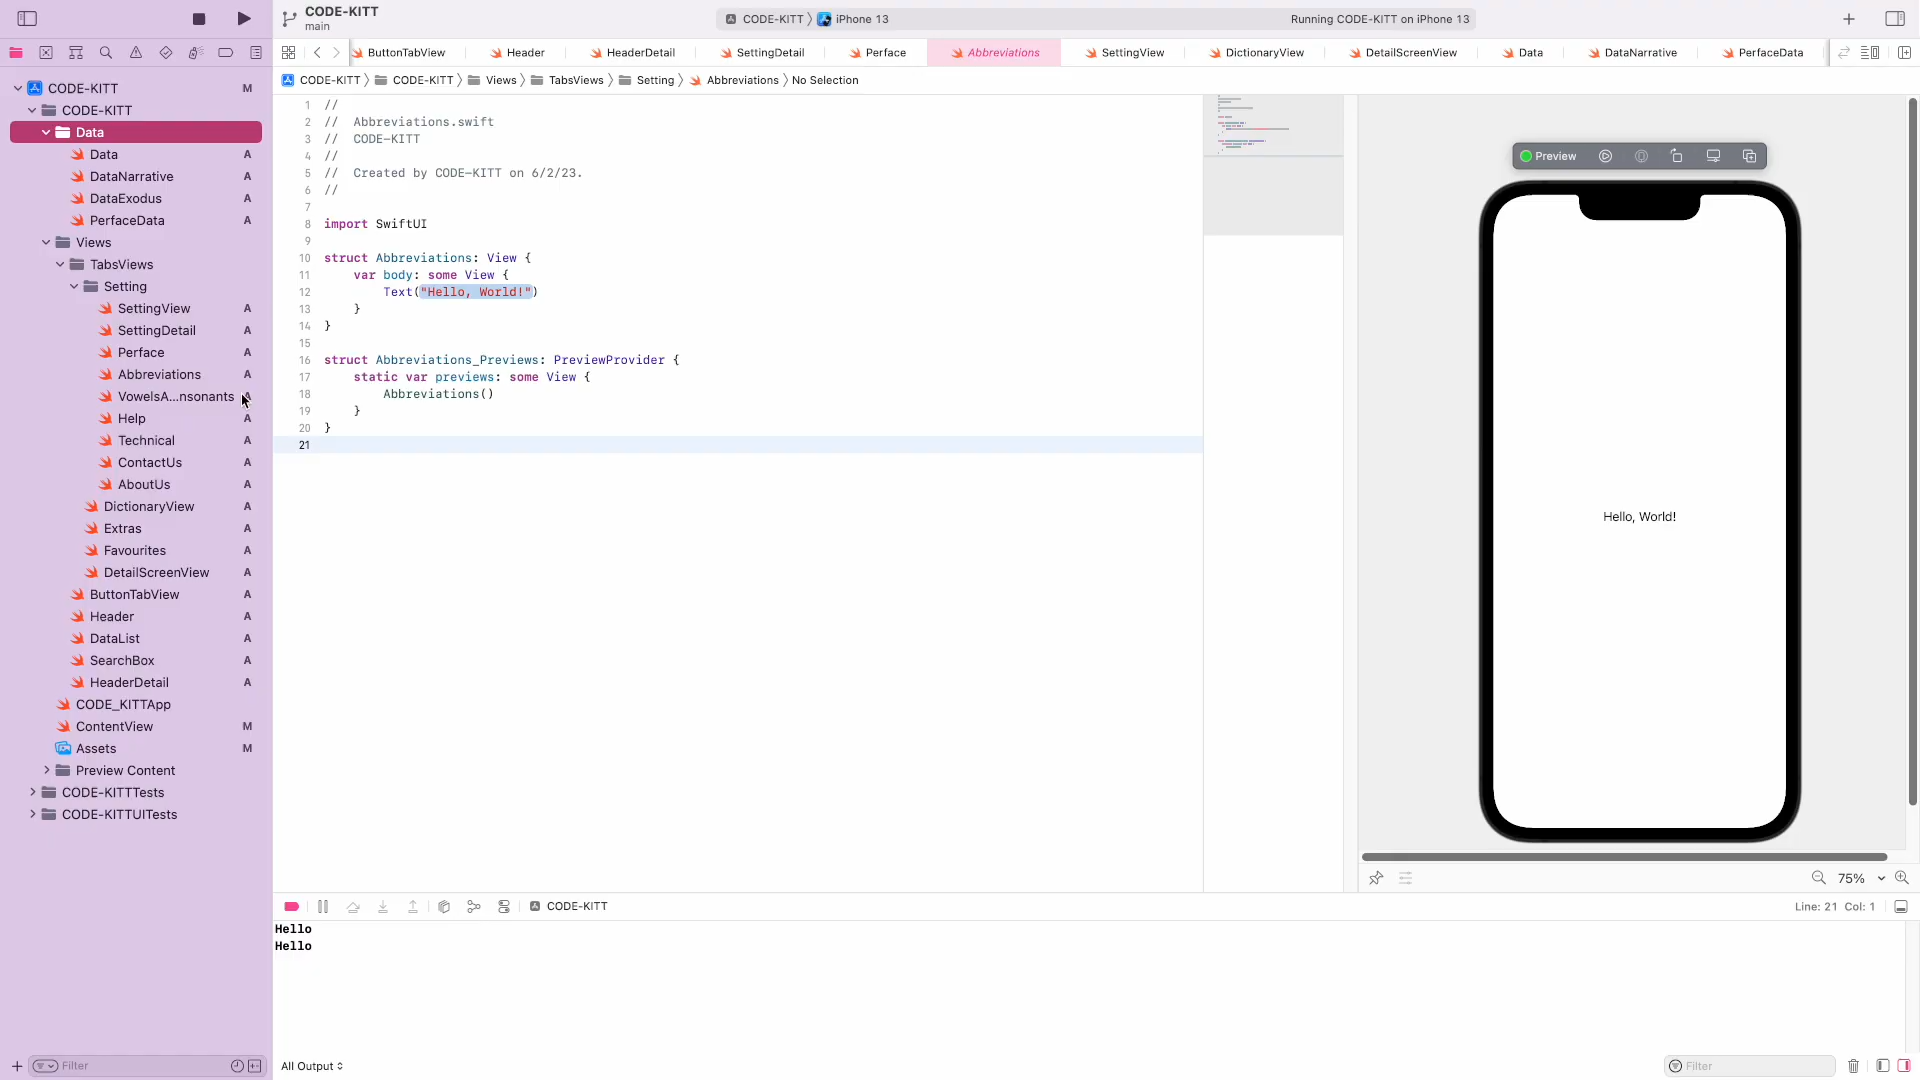 CODE-KITT
main
CODE-KITT
iPhone 13
Running CODE-KITT on iPhone 13
ButtonTabView
Header
HeaderDetail
SettingDetail
Perface
Abbreviations
SettingView
DictionaryView
DetailScreenView
Data
DataNarrative
PerfaceData
CODE-KITT
CODE-KITT
Views
TabsViews
Setting
Abbreviations
No Selection
CODE-KITT M
CODE-KITT
Data
Data A
DataNarrative A
DataExodus A
PerfaceData A
Views
TabsViews
Setting
SettingView A
SettingDetail A
Perface A
Abbreviations A
VowelsA...nsonants A
Help A
Technical A
ContactUs A
AboutUs A
DictionaryView A
Extras A
Favourites A
DetailScreenView A
ButtonTabView A
Header A
DataList A
SearchBox A
HeaderDetail A
CODE_KITTApp
ContentView M
Assets M
Preview Content
CODE-KITTTests
CODE-KITTUITests
Filter
1 //
2 //  Abbreviations.swift
3 //  CODE-KITT
4 //
5 //  Created by CODE-KITT on 6/2/23.
6 //
7
8 import SwiftUI
9
10 struct Abbreviations: View {
11     var body: some View {
12         Text("Hello, World!")
13     }
14 }
15
16 struct Abbreviations_Previews: PreviewProvider {
17     static var previews: some View {
18         Abbreviations()
19     }
20 }
21
Preview
Hello, World!
75%
CODE-KITT
Line: 21 Col: 1
Hello
Hello
All Output
Filter